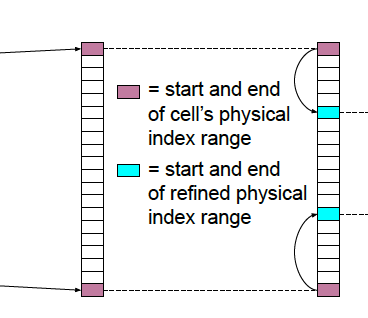 = start and end
of cell's physical
index range
= start and end
of refined physical
index range